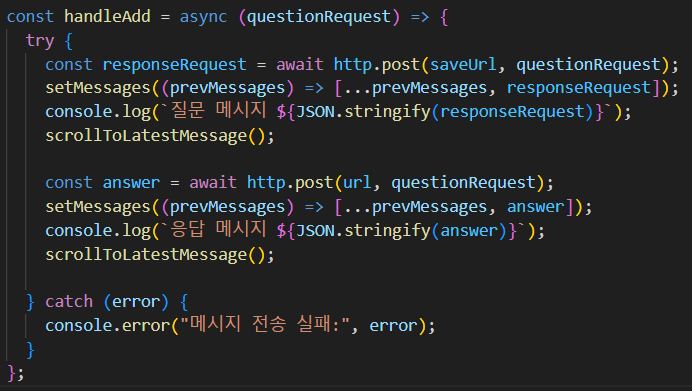 const handleAdd = async (questionRequest) => {
try {
const responseRequest = await http.post(saveUrl, questionRequest);
setMessages((prevMessages) => [...prevMessages, responseRequest]);
console.log(`질문 메시지 ${JSON.stringify(responseRequest)}`);
scrollToLatestMessage();
const answer = await http.post(url, questionRequest);
setMessages((prevMessages) => [...prevMessages, answer]);
console.log(`응답 메시지 ${JSON.stringify(answer)}`);
scrollToLatestMessage();
} catch (error) {
console.error("메시지 전송 실패:", error);
}
};